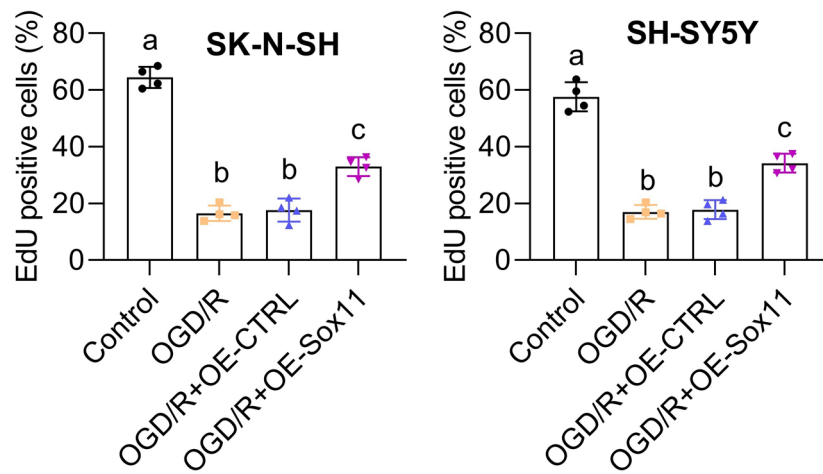 SK-N-SH
EdU positive cells (%)
80
60
40
20
0
a
b
b
c
Control
OGD/R
OGD/R+OE-CTRL
OGD/R+OE-Sox11
SH-SY5Y
EdU positive cells (%)
80
60
40
20
0
a
b
b
c
Control
OGD/R
OGD/R+OE-CTRL
OGD/R+OE-Sox11